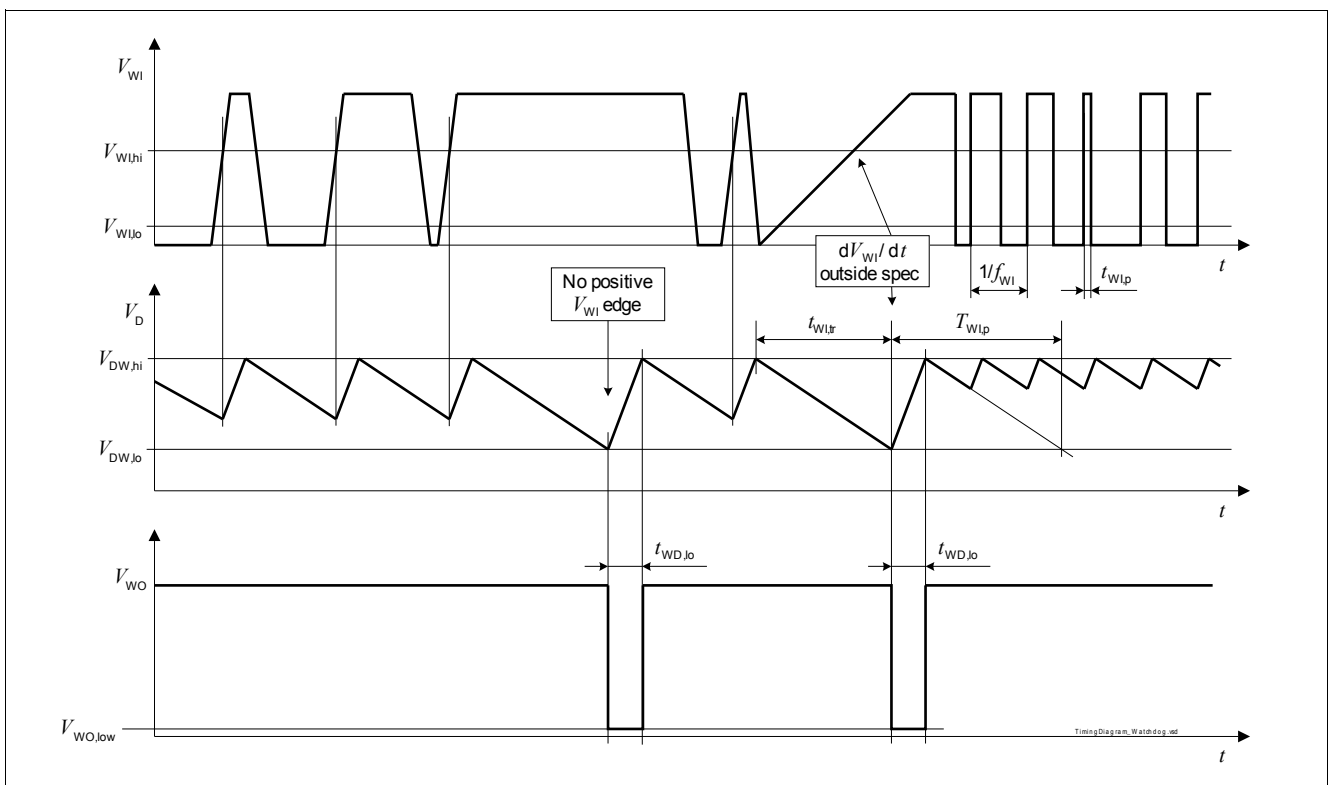 V_WI
V_WI,hi
V_WI,lo
t
dV_WI / dt
outside spec
1/f_WI
t_WI,p
No positive
V_WI edge
V_D
t_WI,tr
T_WI,p
V_DW,hi
V_DW,lo
t
t_WD,lo
t_WD,lo
V_WO
V_WO,low
TimingDiagram_Watchdog.vsd
t